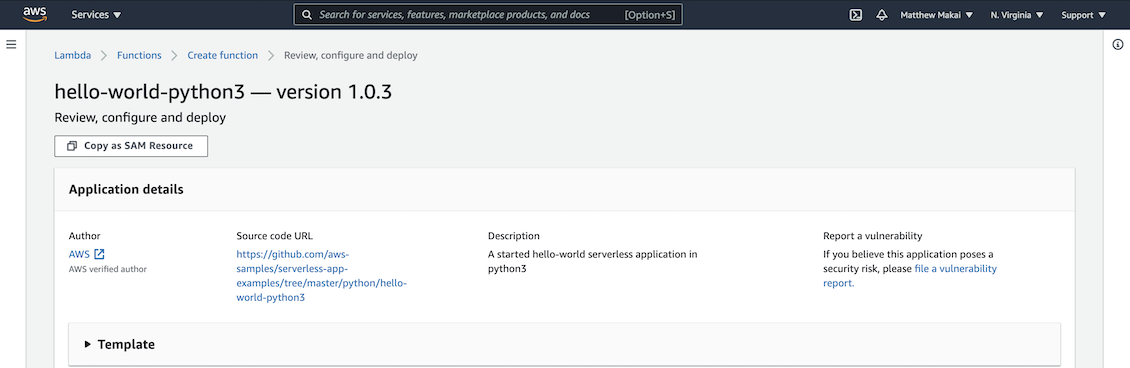 aws Services Search for services, features, marketplace products, and docs [Option+S] Matthew Makai N. Virginia Support
Lambda > Functions > Create function > Review, configure and deploy
hello-world-python3 — version 1.0.3
Review, configure and deploy
Copy as SAM Resource
Application details
Author
AWS
AWS verified author
Source code URL
https://github.com/aws-
samples/serverless-app-
examples/tree/master/python/hello-
world-python3
Description
A started hello-world serverless application in
python3
Report a vulnerability
If you believe this application poses a
security risk, please file a vulnerability
report.
Template